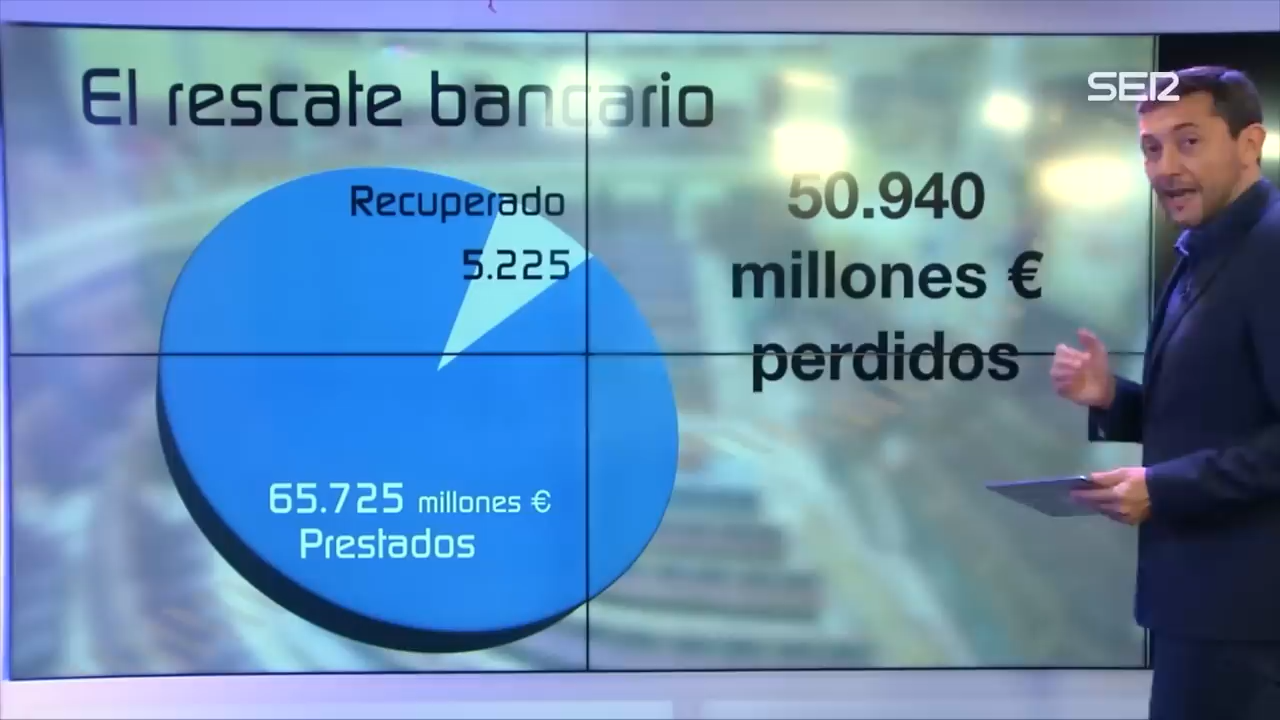 El rescate bancario
SER
Recuperado
5.225
65.725 millones €
Prestados
50.940
millones €
perdidos